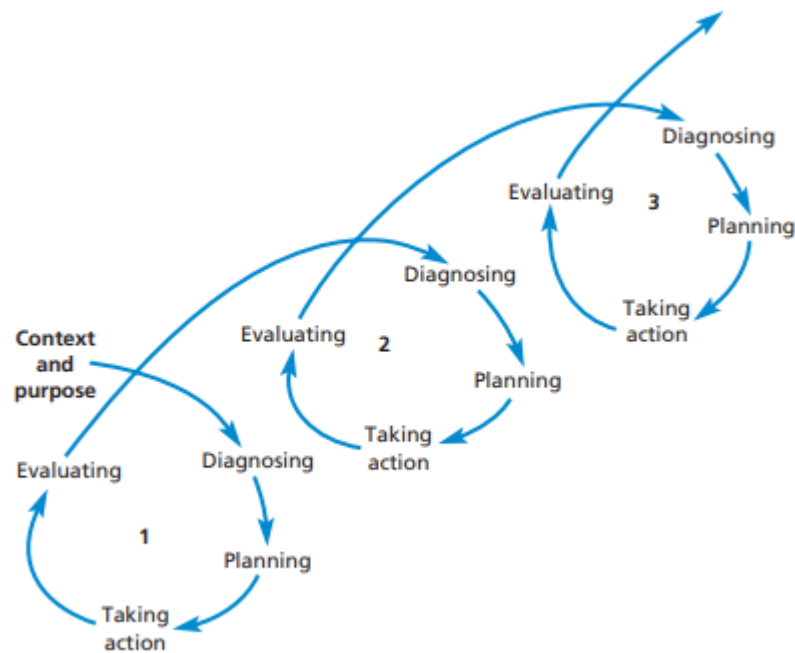 Context
and
purpose
Evaluating
Diagnosing
1
Planning
Taking
action
Evaluating
Diagnosing
2
Planning
Taking
action
Evaluating
Diagnosing
3
Planning
Taking
action